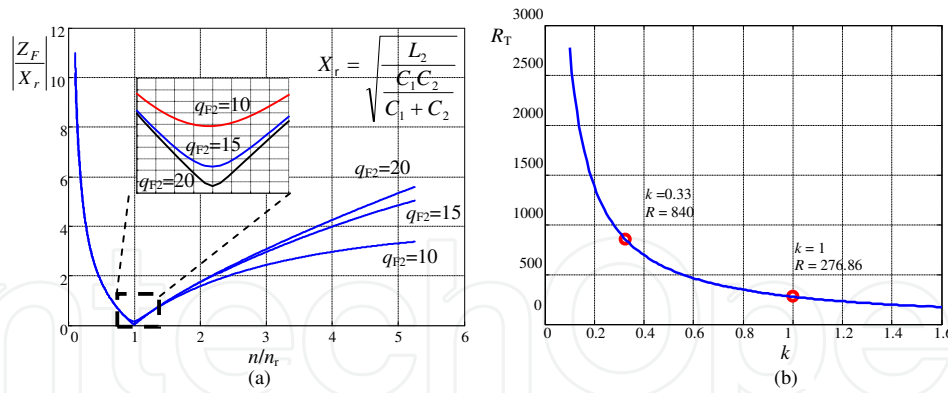 12
10
8
6
4
2
0
|Z_F / X_r|
X_r = √(L_2 / (C_1C_2 / (C_1 + C_2)))
q_F2=10
q_F2=15
q_F2=20
q_F2=20
q_F2=15
q_F2=10
0 1 2 3 4 5 6
n/n_r
(a)
R_T
3000
2500
2000
1500
1000
500
0
k =0.33
R = 840
k = 1
R = 276.86
0 0.2 0.4 0.6 0.8 1.0 1.2 1.4 1.6
k
(b)